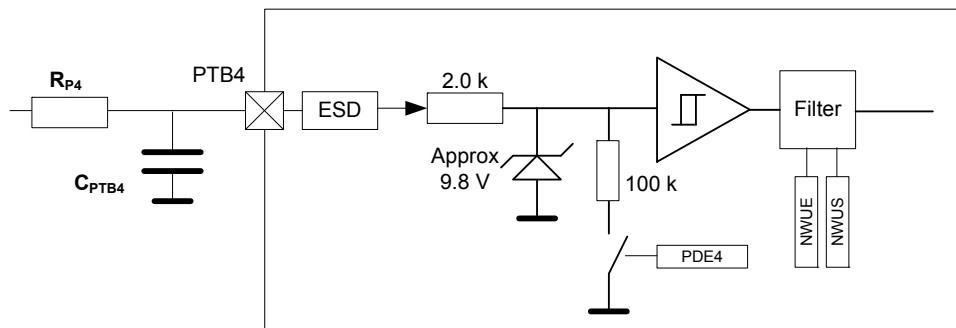 R_P4
PTB4
ESD
2.0 k
Filter
C_PTB4
Approx
9.8 V
100 k
PDE4
NWUE
NWUS